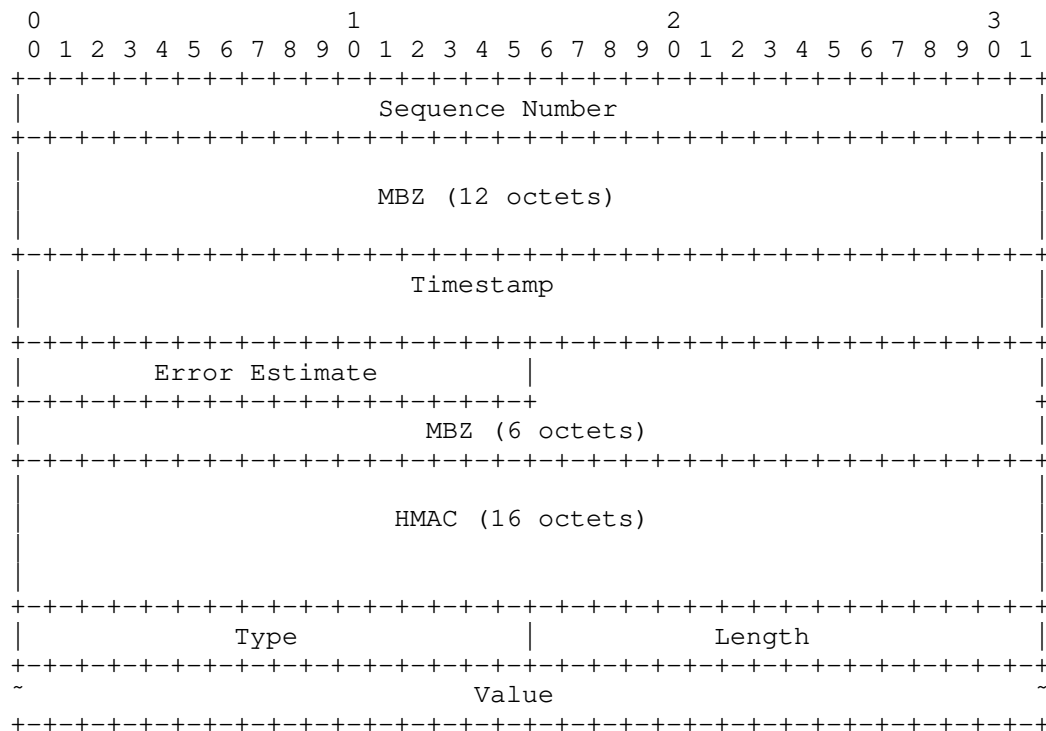 0                   1                   2                   3
 0 1 2 3 4 5 6 7 8 9 0 1 2 3 4 5 6 7 8 9 0 1 2 3 4 5 6 7 8 9 0 1
+-+-+-+-+-+-+-+-+-+-+-+-+-+-+-+-+-+-+-+-+-+-+-+-+-+-+-+-+-+-+-+-+
|                      Sequence Number                          |
+-+-+-+-+-+-+-+-+-+-+-+-+-+-+-+-+-+-+-+-+-+-+-+-+-+-+-+-+-+-+-+-+
|                                                               |
|                      MBZ (12 octets)                          |
|                                                               |
+-+-+-+-+-+-+-+-+-+-+-+-+-+-+-+-+-+-+-+-+-+-+-+-+-+-+-+-+-+-+-+-+
|                        Timestamp                              |
|                                                               |
+-+-+-+-+-+-+-+-+-+-+-+-+-+-+-+-+-+-+-+-+-+-+-+-+-+-+-+-+-+-+-+-+
|        Error Estimate         |                               |
+-+-+-+-+-+-+-+-+-+-+-+-+-+-+-+-+                               +
|                         MBZ (6 octets)                        |
+-+-+-+-+-+-+-+-+-+-+-+-+-+-+-+-+-+-+-+-+-+-+-+-+-+-+-+-+-+-+-+-+
|                                                               |
|                       HMAC (16 octets)                        |
|                                                               |
|                                                               |
+-+-+-+-+-+-+-+-+-+-+-+-+-+-+-+-+-+-+-+-+-+-+-+-+-+-+-+-+-+-+-+-+
|             Type              |           Length              |
+-+-+-+-+-+-+-+-+-+-+-+-+-+-+-+-+-+-+-+-+-+-+-+-+-+-+-+-+-+-+-+-+
~                            Value                              ~
+-+-+-+-+-+-+-+-+-+-+-+-+-+-+-+-+-+-+-+-+-+-+-+-+-+-+-+-+-+-+-+-+